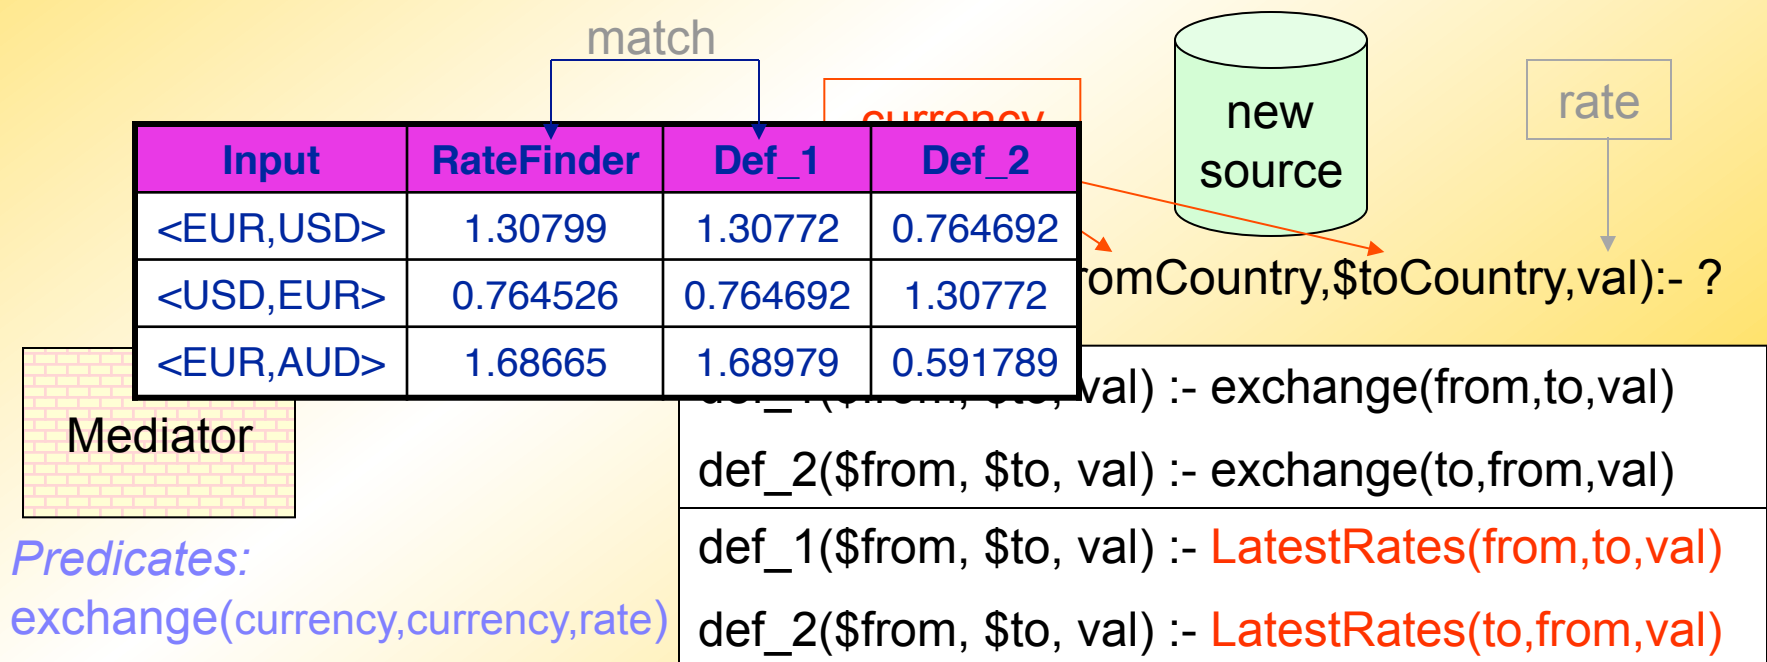 match
currency
new
source
rate
Input RateFinder Def_1 Def_2
<EUR,USD> 1.30799 1.30772 0.764692
<USD,EUR> 0.764526 0.764692 1.30772
<EUR,AUD> 1.68665 1.68979 0.591789
romCountry,$toCountry,val):- ?
Mediator
def_1($from, $to, val) :- exchange(from,to,val)
def_2($from, $to, val) :- exchange(to,from,val)
def_1($from, $to, val) :- LatestRates(from,to,val)
def_2($from, $to, val) :- LatestRates(to,from,val)
Predicates:
exchange(currency,currency,rate)